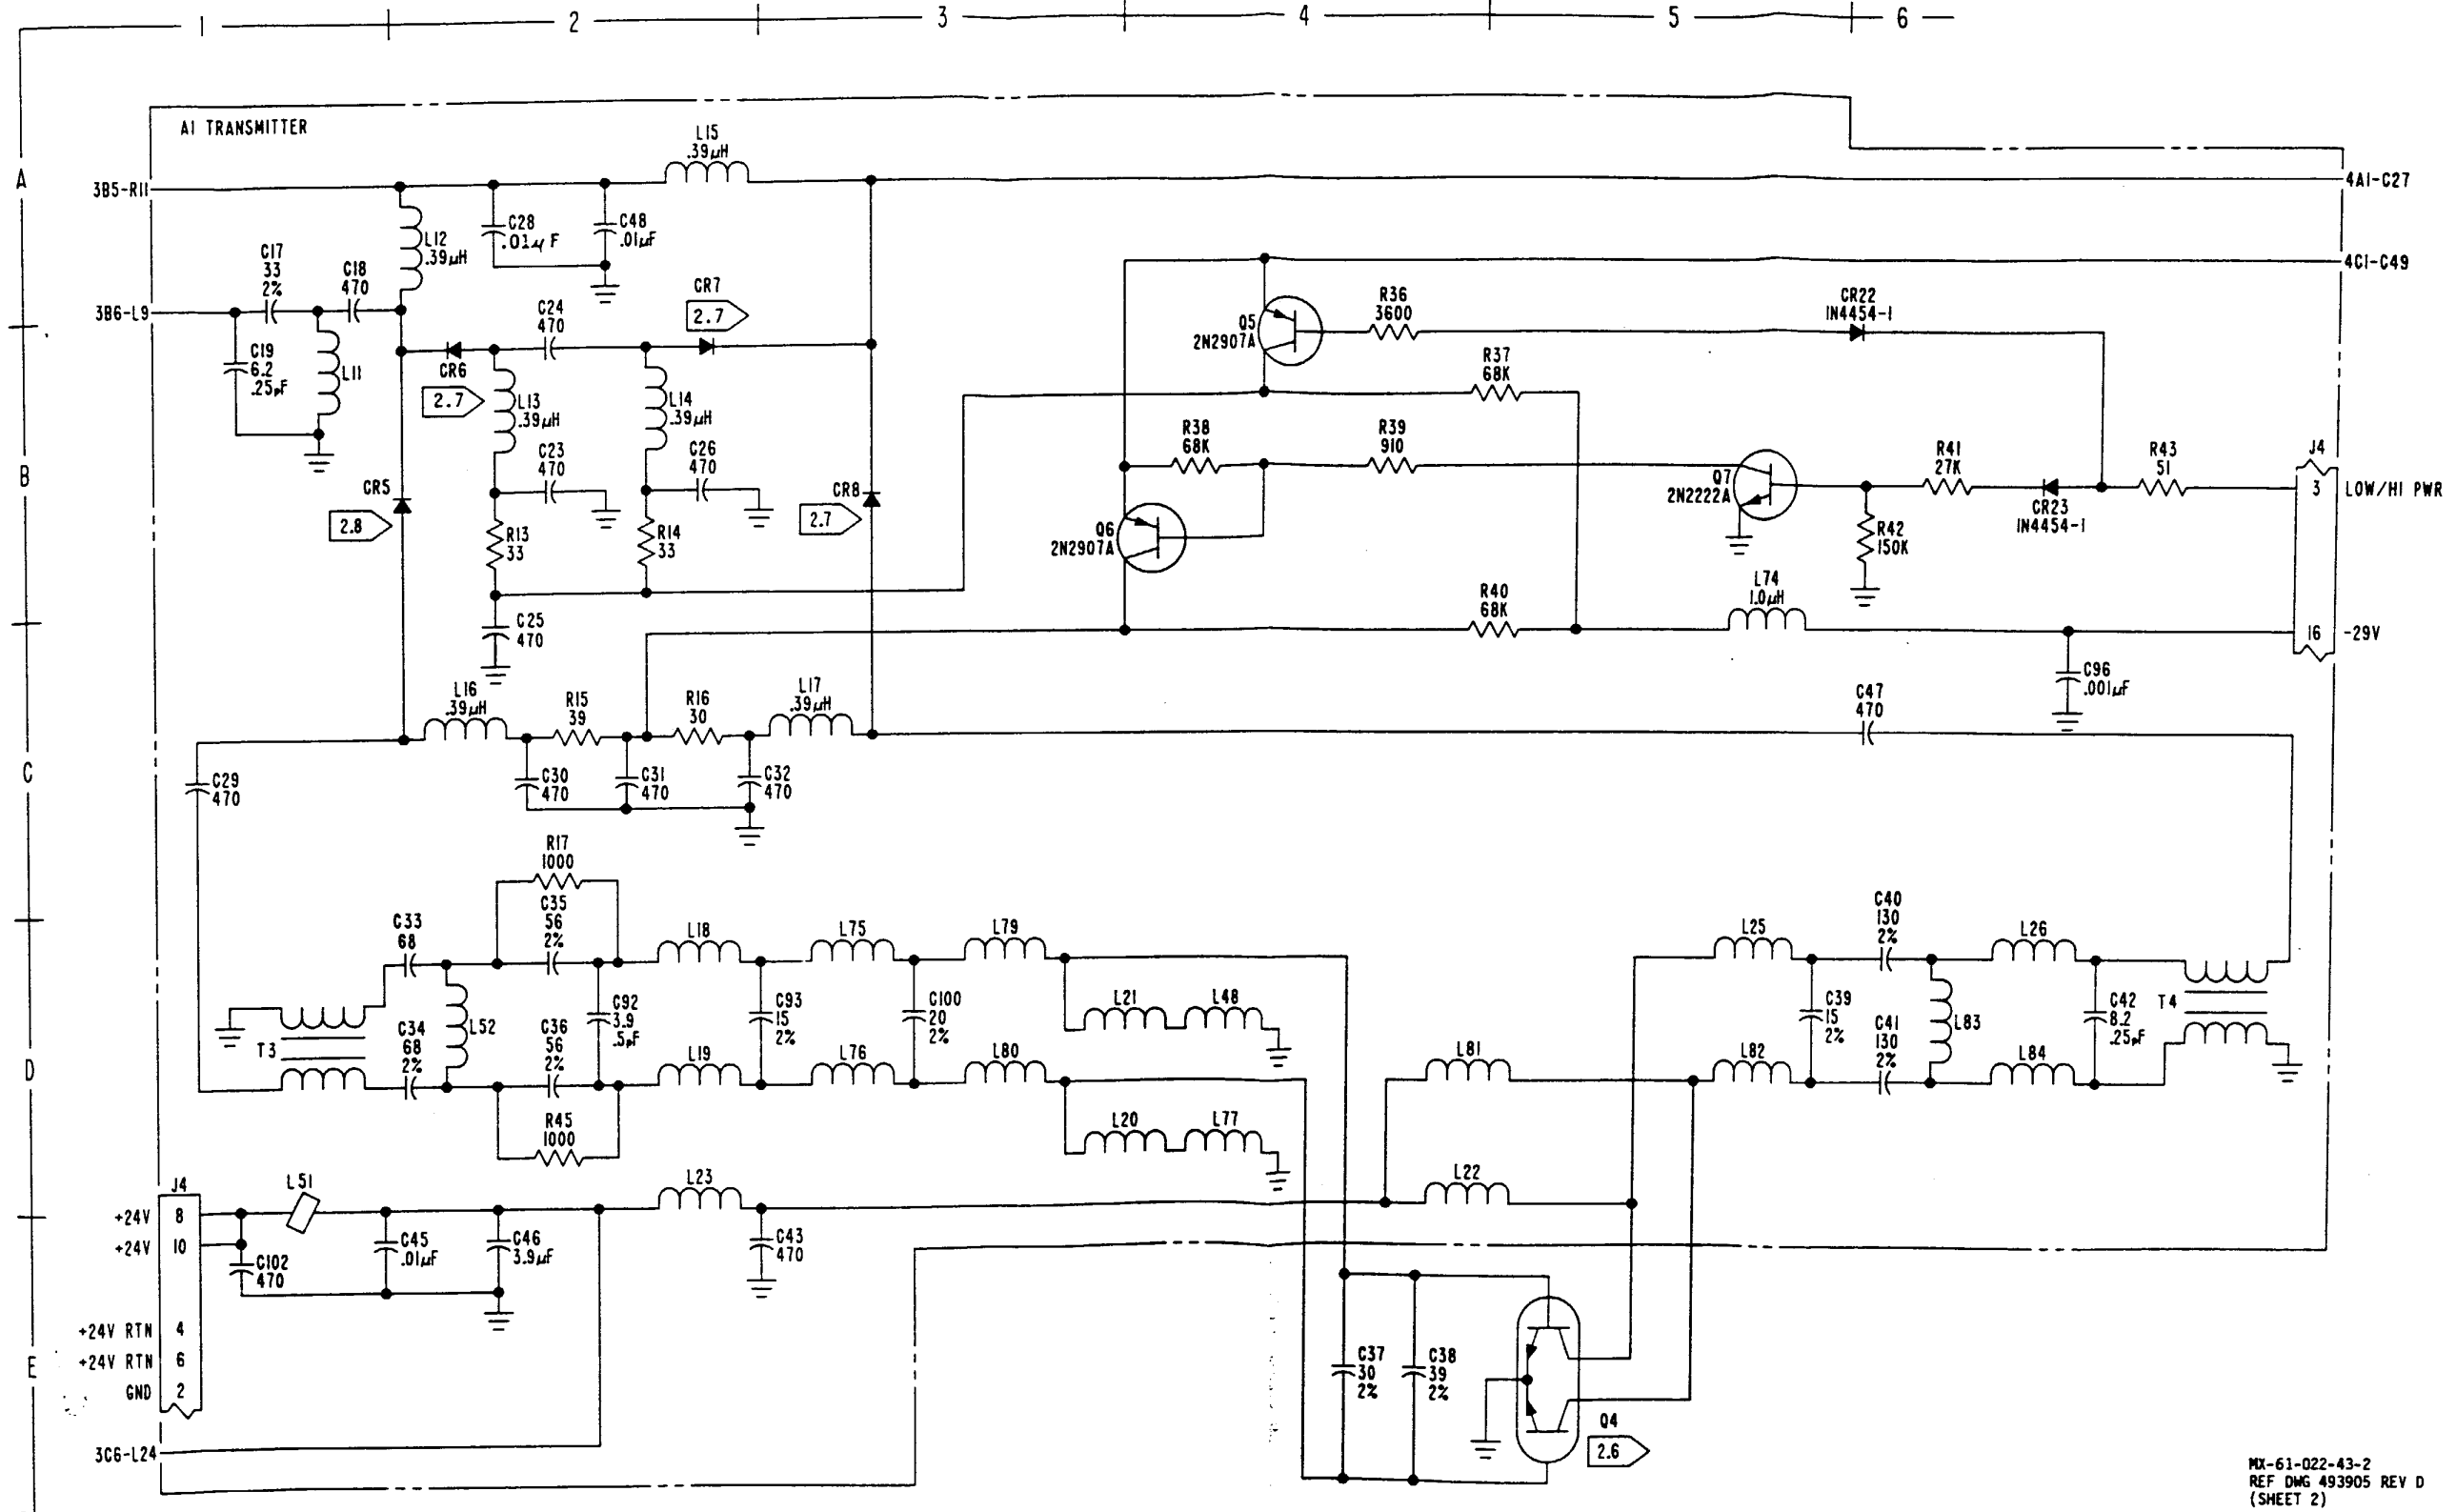 1 2 3 4 5 6
A1 TRANSMITTER
A
B
C
D
E
3B5-R11
L15
.39µH
4A1-C27
L12
.39µH
C28
.01µF
C48
.01µF
C17
33
2%
C18
470
3B6-L9
C19
6.2
.25pF
L11
CR6
2.7
C24
470
CR7
2.7
L13
.39µH
L14
.39µH
C23
470
C26
470
CR5
2.8
R13
33
R14
33
CR8
2.7
C25
470
4C1-C49
Q5
2N2907A
R36
3600
CR22
1N4454-1
R37
68K
R38
68K
R39
910
Q7
2N2222A
R41
27K
CR23
1N4454-1
R43
51
J4
3
LOW/HI PWR
R42
150K
Q6
2N2907A
R40
68K
L74
1.0µH
16
-29V
C96
.001µF
L16
.39µH
R15
39
R16
30
L17
.39µH
C47
470
C29
470
C30
470
C31
470
C32
470
R17
1000
C33
68
C35
56
2%
L18
L75
L79
L25
C40
130
2%
L26
T3
C34
68
2%
L52
C36
56
2%
C92
3.9
.5pF
C93
15
2%
C100
20
2%
L21
L48
C39
15
2%
C41
130
2%
L83
C42
8.2
.25pF
T4
L19
L76
L80
L81
L82
L84
R45
1000
L20
L77
J4
L51
L23
L22
+24V 8
+24V 10
C102
470
C45
.01µF
C46
3.9µF
C43
470
+24V RTN 4
+24V RTN 6
GND 2
3C6-L24
C37
30
2%
C38
39
2%
Q4
2.6
MX-61-022-43-2
REF DWG 493905 REV D
(SHEET 2)